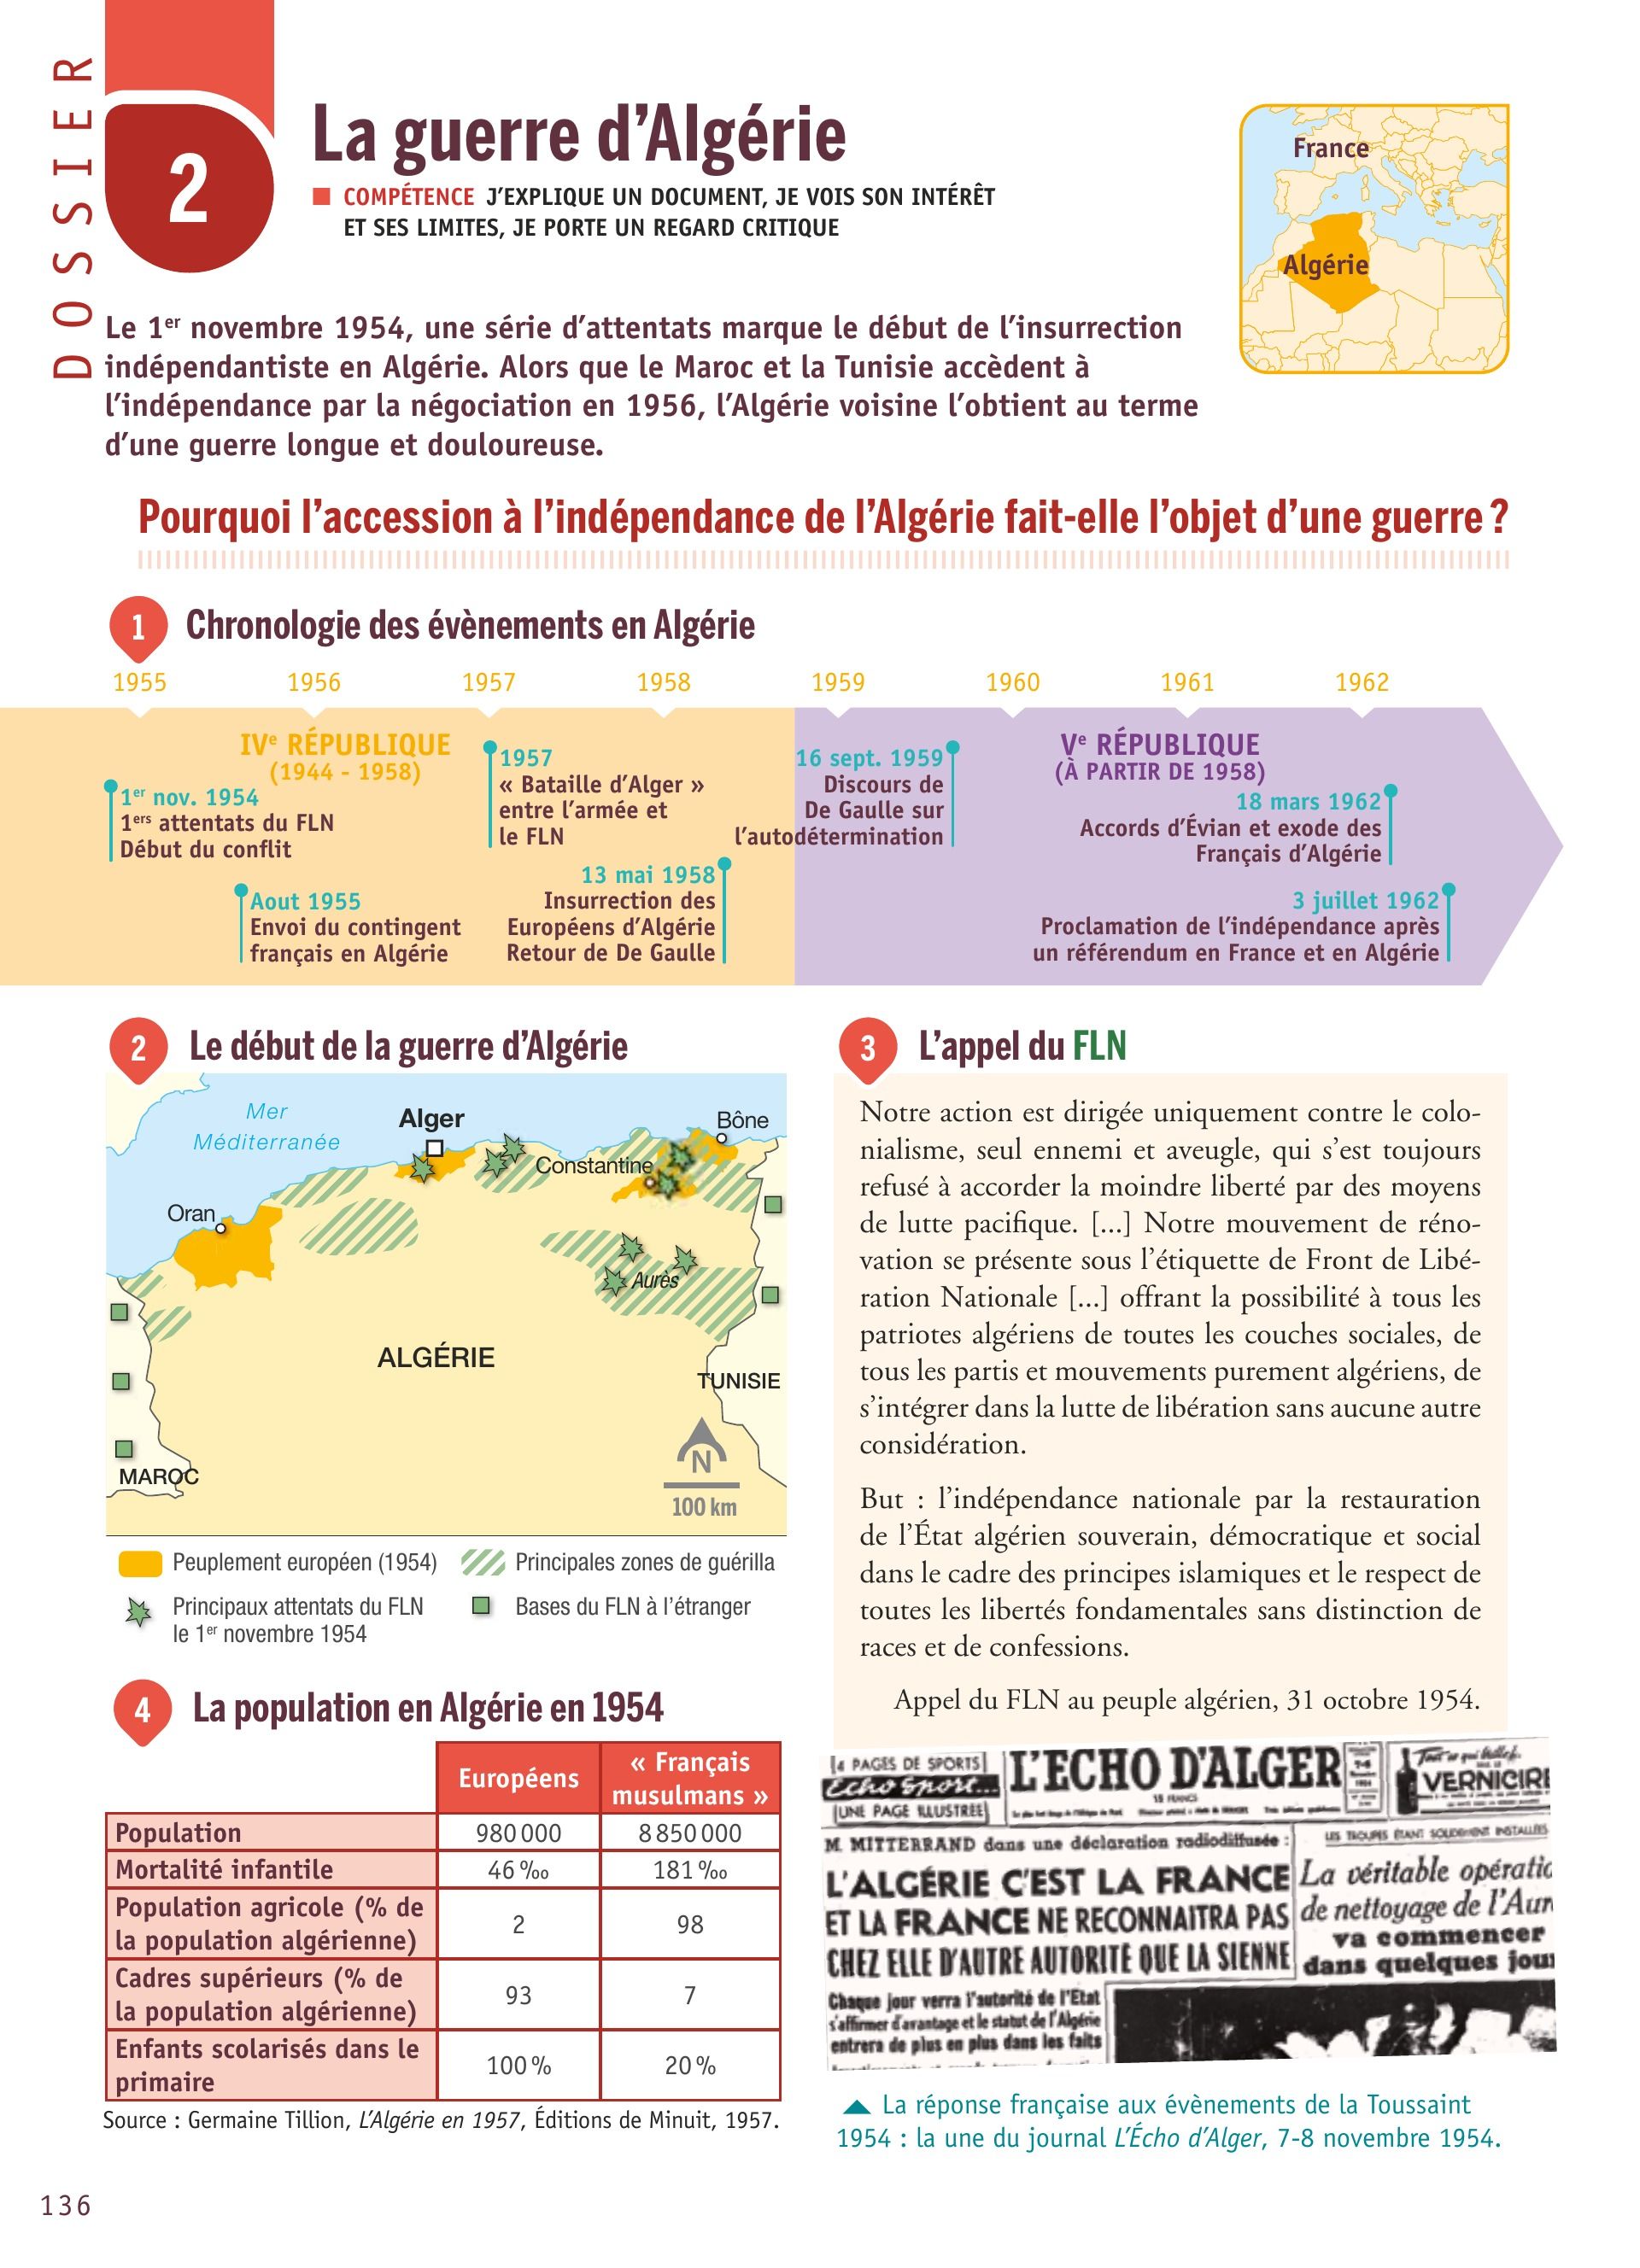 DOSSIER
2
La guerre d’Algérie
■ COMPÉTENCE J’EXPLIQUE UN DOCUMENT, JE VOIS SON INTÉRÊT
ET SES LIMITES, JE PORTE UN REGARD CRITIQUE
France
Algérie
Le 1er novembre 1954, une série d’attentats marque le début de l’insurrection
indépendantiste en Algérie. Alors que le Maroc et la Tunisie accèdent à
l’indépendance par la négociation en 1956, l’Algérie voisine l’obtient au terme
d’une guerre longue et douloureuse.
Pourquoi l’accession à l’indépendance de l’Algérie fait-elle l’objet d’une guerre ?
1 Chronologie des évènements en Algérie
1955 1956 1957 1958 1959 1960 1961 1962
IVe RÉPUBLIQUE
(1944 - 1958)
1er nov. 1954
1ers attentats du FLN
Début du conflit
Aout 1955
Envoi du contingent
français en Algérie
1957
« Bataille d’Alger »
entre l’armée et
le FLN
13 mai 1958
Insurrection des
Européens d’Algérie
Retour de De Gaulle
16 sept. 1959
Discours de
De Gaulle sur
l’autodétermination
Ve RÉPUBLIQUE
(À PARTIR DE 1958)
18 mars 1962
Accords d’Évian et exode des
Français d’Algérie
3 juillet 1962
Proclamation de l’indépendance après
un référendum en France et en Algérie
2 Le début de la guerre d’Algérie
Mer
Méditerranée
Alger
Bône
Constantine
Oran
Aurès
ALGÉRIE
TUNISIE
MAROC
N
100 km
Peuplement européen (1954)
Principales zones de guérilla
Principaux attentats du FLN
le 1er novembre 1954
Bases du FLN à l’étranger
3 L’appel du FLN
Notre action est dirigée uniquement contre le colo-
nialisme, seul ennemi et aveugle, qui s’est toujours
refusé à accorder la moindre liberté par des moyens
de lutte pacifique. [...] Notre mouvement de réno-
vation se présente sous l’étiquette de Front de Libé-
ration Nationale [...] offrant la possibilité à tous les
patriotes algériens de toutes les couches sociales, de
tous les partis et mouvements purement algériens, de
s’intégrer dans la lutte de libération sans aucune autre
considération.
But : l’indépendance nationale par la restauration
de l’État algérien souverain, démocratique et social
dans le cadre des principes islamiques et le respect de
toutes les libertés fondamentales sans distinction de
races et de confessions.
Appel du FLN au peuple algérien, 31 octobre 1954.
4 La population en Algérie en 1954
Européens
« Français
musulmans »
Population 980 000 8 850 000
Mortalité infantile 46 ‰ 181 ‰
Population agricole (% de
la population algérienne) 2 98
Cadres supérieurs (% de
la population algérienne) 93 7
Enfants scolarisés dans le
primaire 100 % 20 %
Source : Germaine Tillion, L’Algérie en 1957, Éditions de Minuit, 1957.
4 PAGES DE SPORTS
Echo Sport...
UNE PAGE ILLUSTRÉE
L’ECHO D’ALGER
15 FRANCS
7-8
1954
VERNICIRE
M. MITTERRAND dans une déclaration radiodiffusée :
L’ALGÉRIE C’EST LA FRANCE
ET LA FRANCE NE RECONNAITRA PAS
CHEZ ELLE D’AUTRE AUTORITÉ QUE LA SIENNE
Chaque jour verra l’autorité de l’Etat
s’affirmer d’avantage et le statut de l’Algérie
entrera de plus en plus dans les faits
LES TROUPES ÉTANT SOLIDEMENT INSTALLÉES
La véritable opératio
de nettoyage de l’Aur
va commencer
dans quelques jour
La réponse française aux évènements de la Toussaint
1954 : la une du journal L’Écho d’Alger, 7-8 novembre 1954.
136